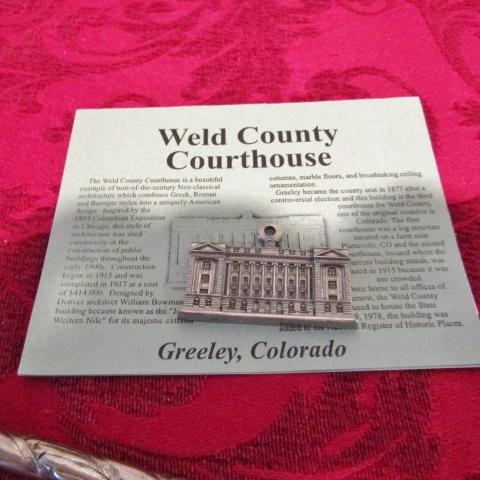 Weld County
Courthouse
The Weld County Courthouse is a beautiful
example of turn-of-the-century Neo-classical
architecture which combines Greek, Roman
and Baroque styles into a uniquely American
design. Inspired by the
1893 Columbian Exposition
in Chicago, this style of
architecture was used
extensively in the
construction of public
buildings throughout the
early 1900s. Construction
began in 1915 and was
completed in 1917 at a cost
of $414,000. Designed by
Denver architect William Bowman
building became known as the
Western Nile" for its majestic
columns, marble floors, and breathtaking ceiling
ornamentation.
Greeley became the county seat in 1877 after a
controversial election and this building is the third
courthouse for Weld County,
one of the original counties in
Colorado. The first
courthouse was a log structure
located on a farm near
Platteville, CO and the second
courthouse, located where the
building stands, was
in 1915 because it was
too crowded.
home to all offices of
the Weld County
used to house the State
1978, the building was
Register of Historic Places.
Greeley, Colorado